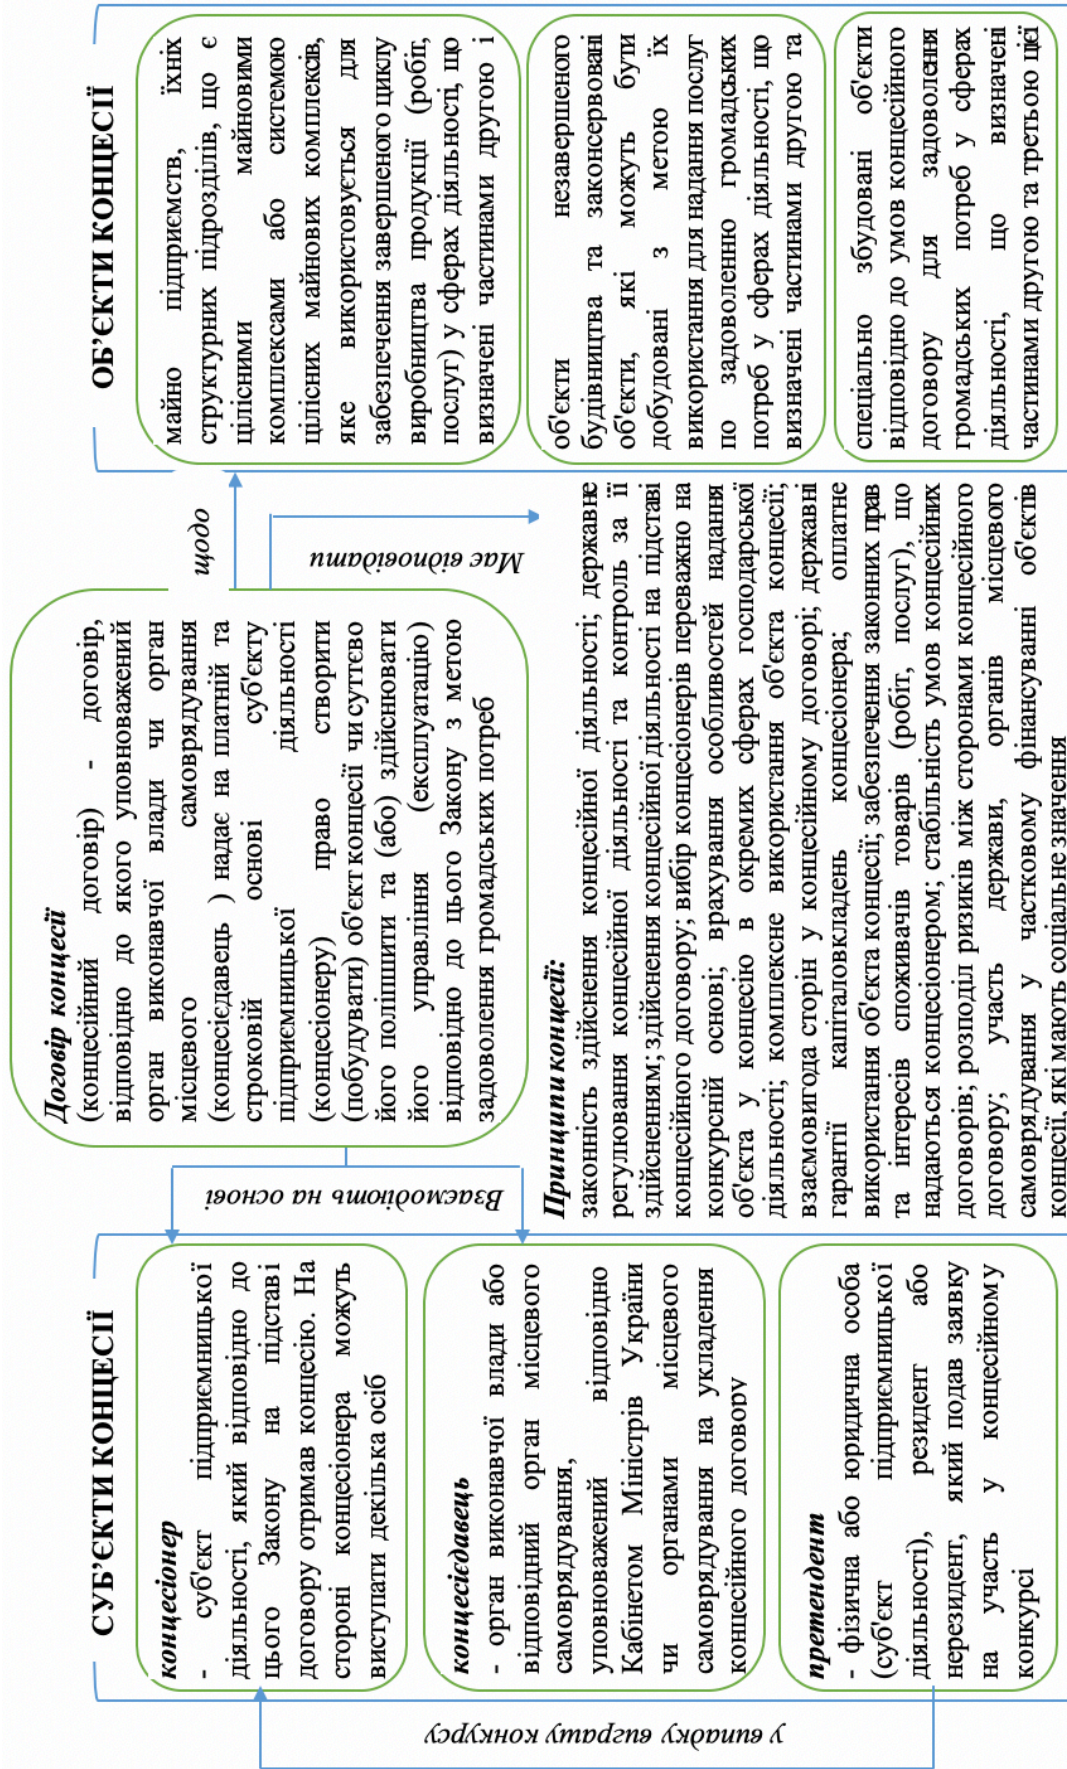 СУБ’ЄКТИ КОНЦЕСІЇ
концесіонер
- суб'єкт підприємницької
діяльності, який відповідно до
цього Закону на підставі
договору отримав концесію. На
стороні концесіонера можуть
виступати декілька осіб
концесієдавець
- орган виконавчої влади або
відповідний орган місцевого
самоврядування,
уповноважений відповідно
Кабінетом Міністрів України
чи органами місцевого
самоврядування на укладення
концесійного договору
претендент
- фізична або юридична особа
(суб'єкт підприємницької
діяльності), резидент або
нерезидент, який подав заявку
на участь у концесійному
конкурсі
у випадку виграшу конкурсу
Взаємодіють на основі
Договір концесії
(концесійний договір) - договір,
відповідно до якого уповноважений
орган виконавчої влади чи орган
місцевого самоврядування
(концесієдавець ) надає на платній та
строковій основі суб'єкту
підприємницької діяльності
(концесіонеру) право створити
(побудувати) об'єкт концесії чи суттєво
його поліпшити та (або) здійснювати
його управління (експлуатацію)
відповідно до цього Закону з метою
задоволення громадських потреб
щодо
Має відповідати
Принципи концесії:
законність здійснення концесійної діяльності; державне
регулювання концесійної діяльності та контроль за її
здійсненням; здійснення концесійної діяльності на підставі
концесійного договору; вибір концесіонерів переважно на
конкурсній основі; врахування особливостей надання
об'єкта у концесію в окремих сферах господарської
діяльності; комплексне використання об'єкта концесії;
взаємовигода сторін у концесійному договорі; державні
гарантії капіталовкладень концесіонера; оплатне
використання об'єкта концесії; забезпечення законних прав
та інтересів споживачів товарів (робіт, послуг), що
надаються концесіонером; стабільність умов концесійних
договорів; розподіл ризиків між сторонами концесійного
договору; участь держави, органів місцевого
самоврядування у частковому фінансуванні об'єктів
концесії, які мають соціальне значення
ОБ’ЄКТИ КОНЦЕСІЇ
майно підприємств, їхніх
структурних підрозділів, що є
цілісними майновими
комплексами або системою
цілісних майнових комплексів,
яке використовується для
забезпечення завершеного циклу
виробництва продукції (робіт,
послуг) у сферах діяльності, що
визначені частинами другою і
об'єкти незавершеного
будівництва та законсервовані
об'єкти, які можуть бути
добудовані з метою їх
використання для надання послуг
по задоволенню громадських
потреб у сферах діяльності, що
визначені частинами другою та
спеціально збудовані об'єкти
відповідно до умов концесійного
договору для задоволення
громадських потреб у сферах
діяльності, що визначені
частинами другою та третьою цієї